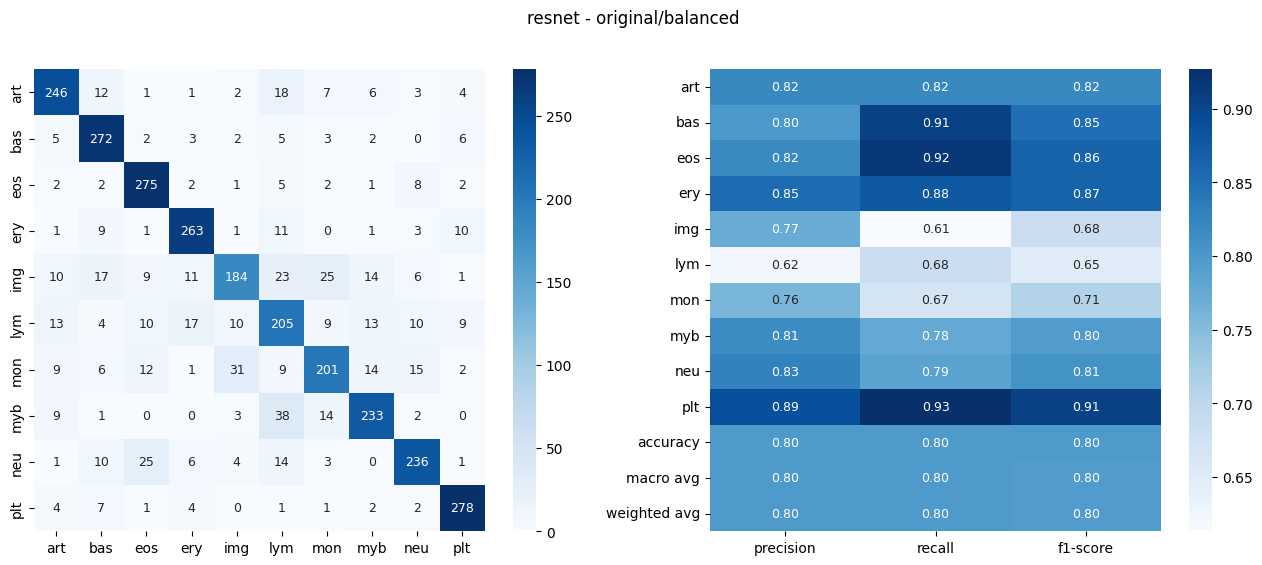 resnet - original/balanced
art 246 12 1 1 2 18 7 6 3 4
bas 5 272 2 3 2 5 3 2 0 6
eos 2 2 275 2 1 5 2 1 8 2
ery 1 9 1 263 1 11 0 1 3 10
img 10 17 9 11 184 23 25 14 6 1
lym 13 4 10 17 10 205 9 13 10 9
mon 9 6 12 1 31 9 201 14 15 2
myb 9 1 0 0 3 38 14 233 2 0
neu 1 10 25 6 4 14 3 0 236 1
plt 4 7 1 4 0 1 1 2 2 278
art bas eos ery img lym mon myb neu plt
250
200
150
100
50
0
art 0.82 0.82 0.82
bas 0.80 0.91 0.85
eos 0.82 0.92 0.86
ery 0.85 0.88 0.87
img 0.77 0.61 0.68
lym 0.62 0.68 0.65
mon 0.76 0.67 0.71
myb 0.81 0.78 0.80
neu 0.83 0.79 0.81
plt 0.89 0.93 0.91
accuracy 0.80 0.80 0.80
macro avg 0.80 0.80 0.80
weighted avg 0.80 0.80 0.80
precision recall f1-score
0.90
0.85
0.80
0.75
0.70
0.65